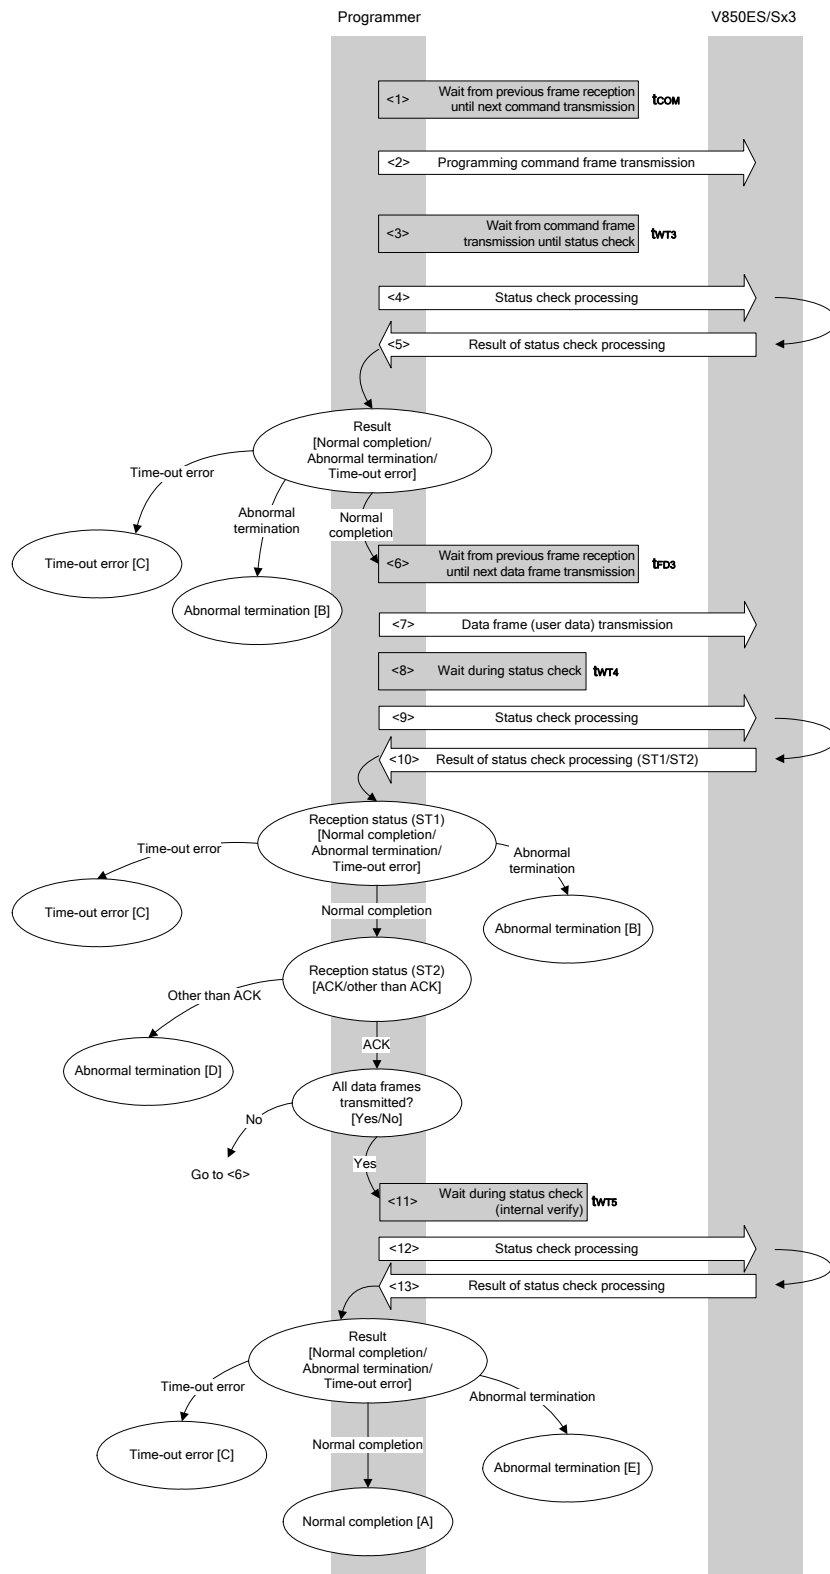 Programmer
V850ES/Sx3
<1>
Wait from previous frame reception
until next command transmission
tCOM
<2>
Programming command frame transmission
<3>
Wait from command frame
transmission until status check
tWT3
<4>
Status check processing
<5>
Result of status check processing
Result
[Normal completion/
Abnormal termination/
Time-out error]
Time-out error
Abnormal
termination
Normal
completion
Time-out error [C]
Abnormal termination [B]
<6>
Wait from previous frame reception
until next data frame transmission
tFD3
<7>
Data frame (user data) transmission
<8>
Wait during status check
tWT4
<9>
Status check processing
<10>
Result of status check processing (ST1/ST2)
Reception status (ST1)
[Normal completion/
Abnormal termination/
Time-out error]
Time-out error
Abnormal
termination
Time-out error [C]
Normal completion
Abnormal termination [B]
Reception status (ST2)
[ACK/other than ACK]
Other than ACK
ACK
Abnormal termination [D]
All data frames
transmitted?
[Yes/No]
No
Go to <6>
Yes
<11>
Wait during status check
(internal verify)
tWT5
<12>
Status check processing
<13>
Result of status check processing
Result
[Normal completion/
Abnormal termination/
Time-out error]
Time-out error
Abnormal termination
Time-out error [C]
Normal completion
Abnormal termination [E]
Normal completion [A]